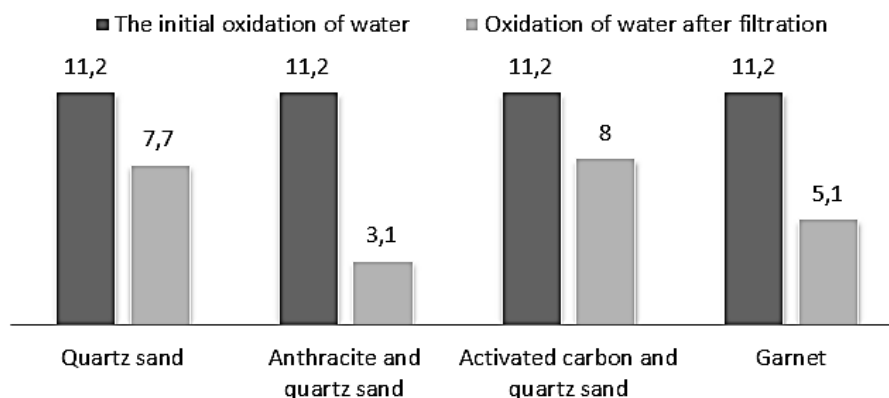 The initial oxidation of water
Oxidation of water after filtration
11,2
7,7
11,2
3,1
11,2
8
11,2
5,1
Quartz sand
Anthracite and
quartz sand
Activated carbon and
quartz sand
Garnet